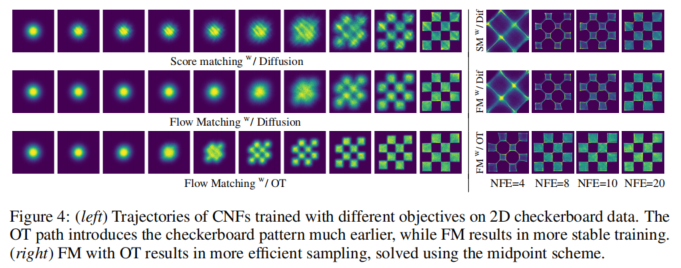 Score matching w/ Diffusion
Flow Matching w/ Diffusion
Flow Matching w/ OT
SM w/ Dif
FM w/ Dif
FM w/ OT
NFE=4 NFE=8 NFE=10 NFE=20
Figure 4: (left) Trajectories of CNFs trained with different objectives on 2D checkerboard data. The
OT path introduces the checkerboard pattern much earlier, while FM results in more stable training.
(right) FM with OT results in more efficient sampling, solved using the midpoint scheme.